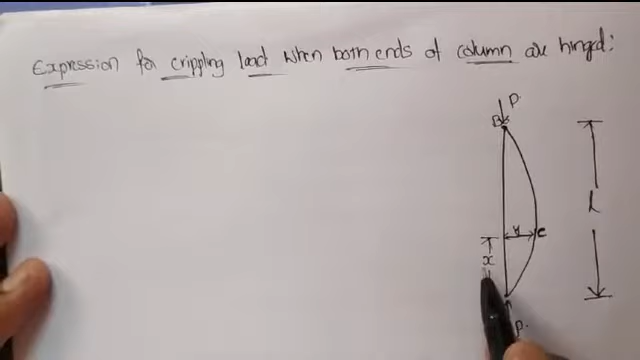 Expression for crippling load when both ends of column are hinged:
P.
B
l
y
c
x
P.